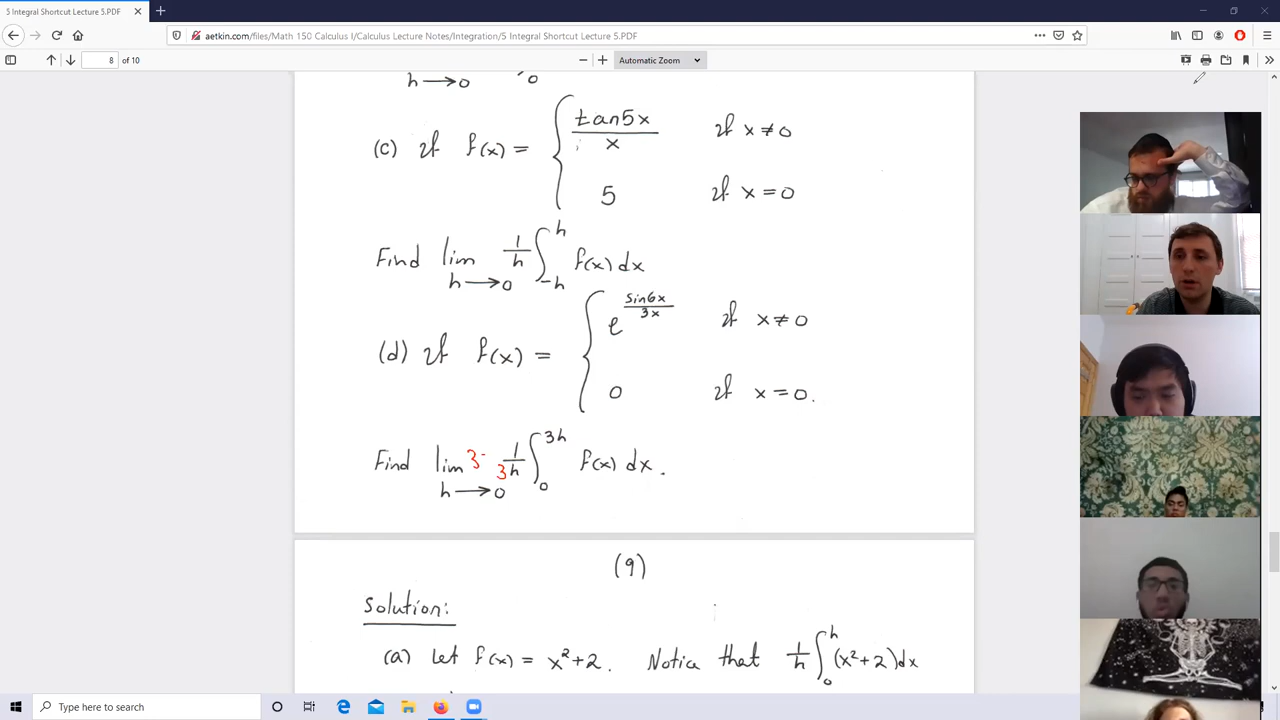 5 Integral Shortcut Lecture 5.PDF
aetkin.com/files/Math 150 Calculus I/Calculus Lecture Notes/Integration/5 Integral Shortcut Lecture 5.PDF
8 of 10
Automatic Zoom
h → 0 0
(c) If f(x) = { tan5x / x if x ≠ 0
5 if x = 0
Find lim h → 0 1/h ∫_{-h}^{h} f(x) dx
(d) If f(x) = { e^{sin6x / 3x} if x ≠ 0
0 if x = 0.
Find lim h → 0 3· 1/3h ∫_0^{3h} f(x) dx.
(9)
Solution:
(a) Let f(x) = x²+2. Notice that 1/h ∫_0^h (x²+2)dx
Type here to search